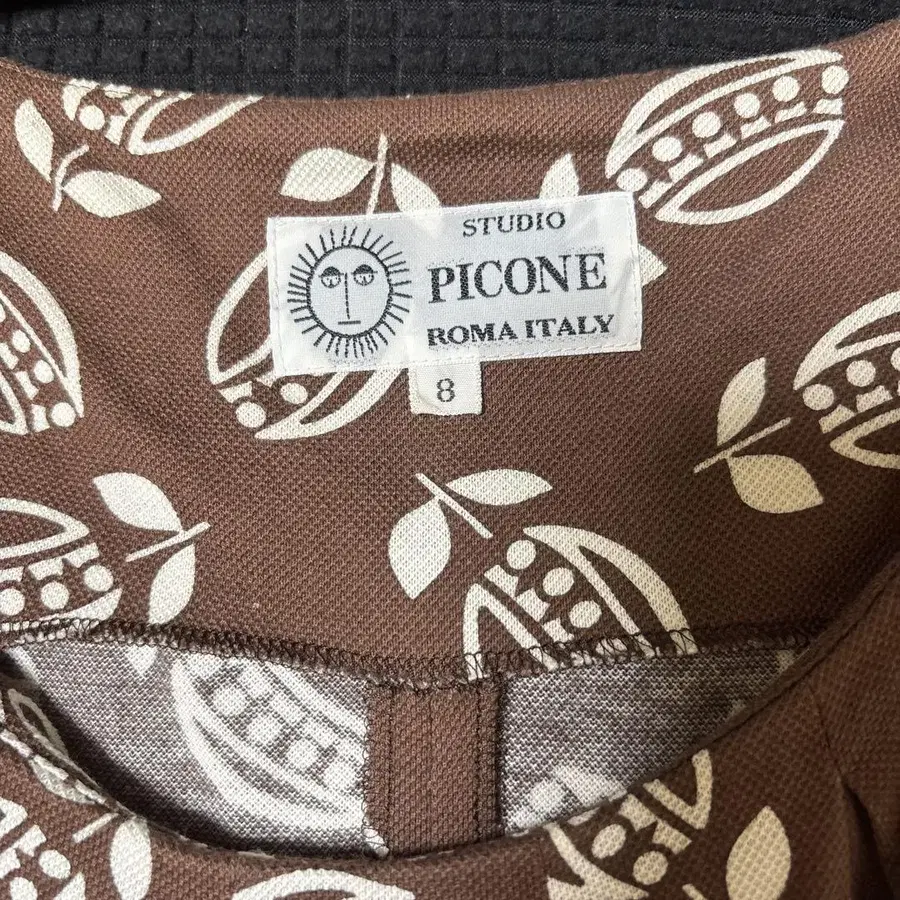 STUDIO
PICONE
ROMA ITALY
8